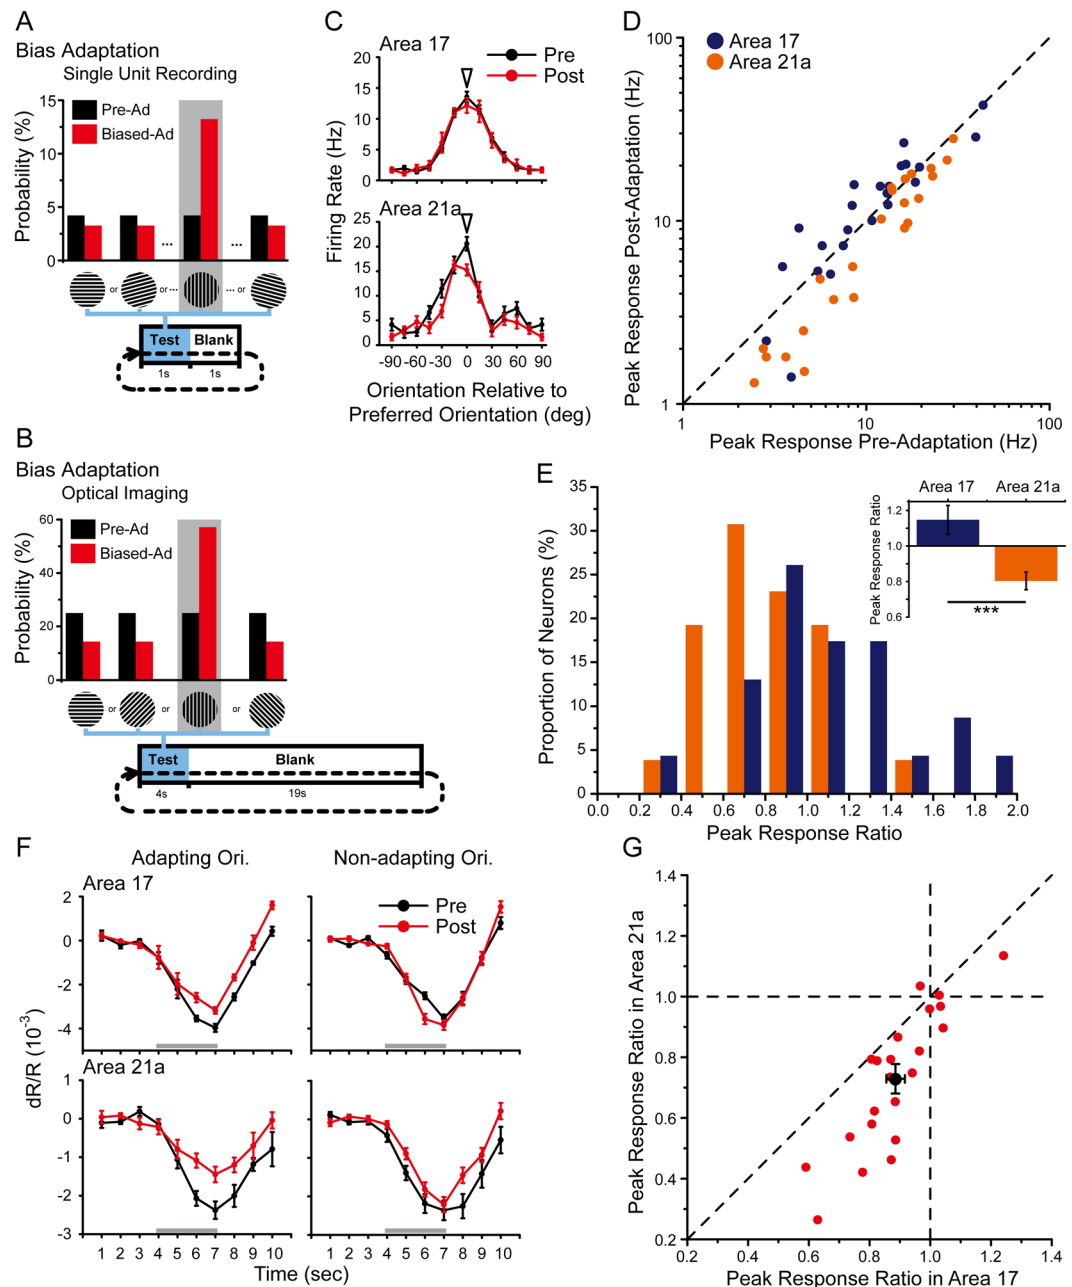 A
Bias Adaptation
Single Unit Recording
Probability (%)
15
10
5
0
Pre-Ad
Biased-Ad
...
...
or
or
...
...
or
Test
Blank
1s
1s
B
Bias Adaptation
Optical Imaging
Probability (%)
60
40
20
0
Pre-Ad
Biased-Ad
or
or
or
Test
Blank
4s
19s
C
Area 17
Pre
Post
20
15
10
5
0
Firing Rate (Hz)
Area 21a
25
20
15
10
5
0
-90 -60 -30 0 30 60 90
Orientation Relative to
Preferred Orientation (deg)
D
Area 17
Area 21a
Peak Response Post-Adaptation (Hz)
100
10
1
1 10 100
Peak Response Pre-Adaptation (Hz)
E
Proportion of Neurons (%)
35
30
25
20
15
10
5
0
0.0 0.2 0.4 0.6 0.8 1.0 1.2 1.4 1.6 1.8 2.0
Peak Response Ratio
Area 17 Area 21a
Peak Response Ratio
1.2
1.0
0.8
0.6
***
F
Adapting Ori.
Non-adapting Ori.
Area 17
Pre
Post
2
0
-2
-4
dR/R (10-3)
Area 21a
1
0
-1
-2
-3
1 2 3 4 5 6 7 8 9 10
1 2 3 4 5 6 7 8 9 10
Time (sec)
G
Peak Response Ratio in Area 21a
1.4
1.2
1.0
0.8
0.6
0.4
0.2
0.2 0.4 0.6 0.8 1.0 1.2 1.4
Peak Response Ratio in Area 17